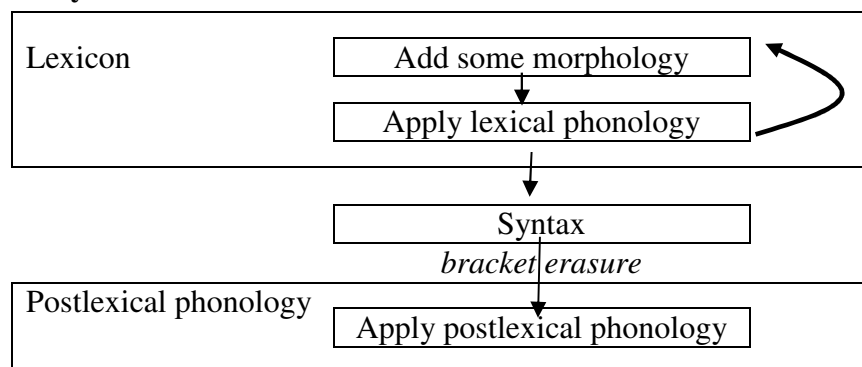 Lexicon
Add some morphology
Apply lexical phonology
Syntax
bracket erasure
Postlexical phonology
Apply postlexical phonology